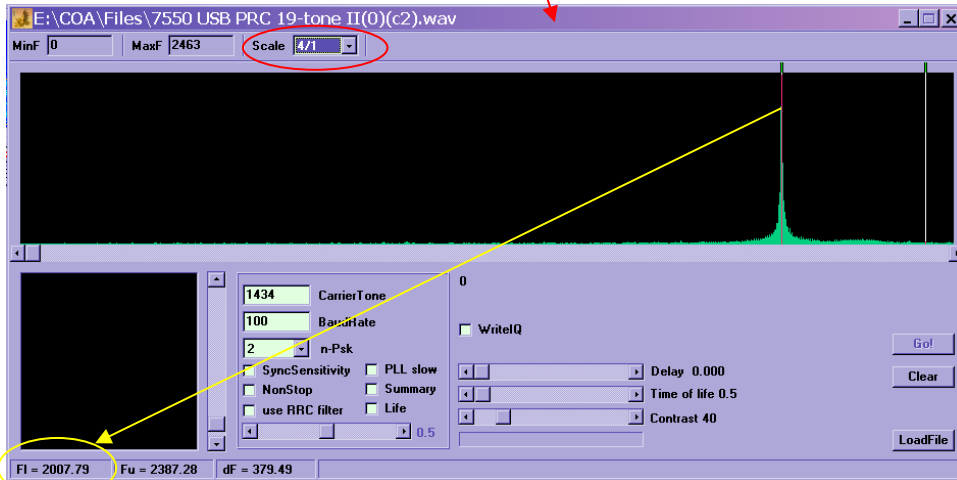 E:\COA\Files\7550 USB PRC 19-tone II(0)(c2).wav
MinF 0 MaxF 2463 Scale 4/1
1434 CarrierTone
100 BaudRate
2 n-Psk
SyncSensitivity PLL slow
NonStop Summary
use RRC filter Life
0.5
0
WriteIQ
Delay 0.000
Time of life 0.5
Contrast 40
Go!
Clear
LoadFile
Fl = 2007.79 Fu = 2387.28 dF = 379.49